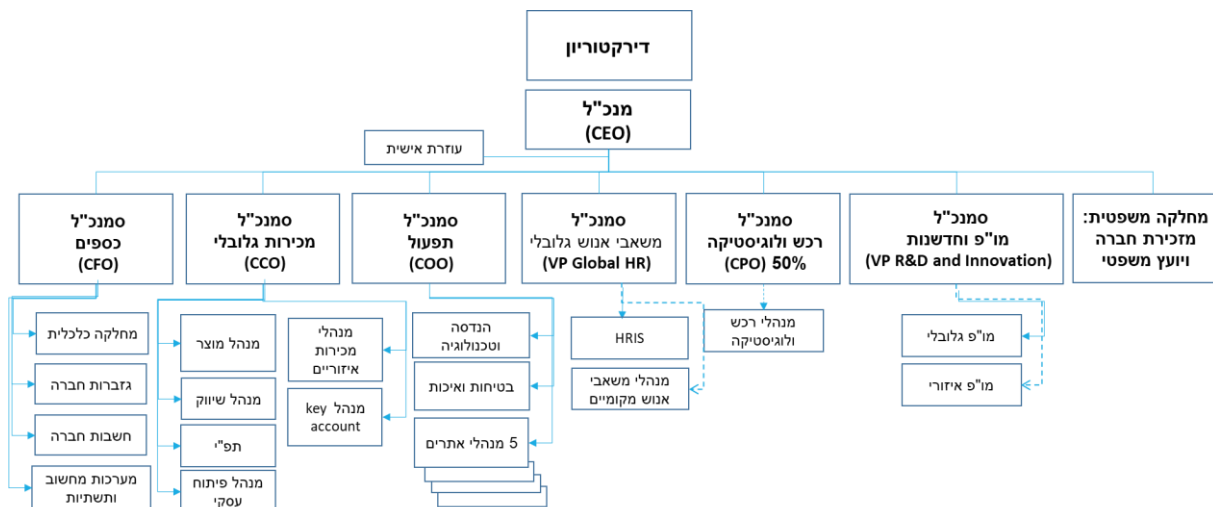 דירקטוריון
מנכ"ל
(CEO)
עוזרת אישית
מחלקה משפטית:
מזכירת חברה
ויועץ משפטי
סמנכ"ל
מו"פ וחדשנות
(VP R&D and Innovation)
סמנכ"ל
רכש ולוגיסטיקה
50% (CPO)
סמנכ"ל
משאבי אנוש גלובלי
(VP Global HR)
סמנכ"ל
תפעול
(COO)
סמנכ"ל
מכירות גלובלי
(CCO)
סמנכ"ל
כספים
(CFO)
מו"פ גלובלי
מו"פ איזורי
מנהלי רכש
ולוגיסטיקה
HRIS
מנהלי משאבי
אנוש מקומיים
הנדסה
וטכנולוגיה
בטיחות ואיכות
5 מנהלי אתרים
מנהלי
מכירות
איזוריים
מנהל key
account
מנהל מוצר
מנהל שיווק
תפ"י
מנהל פיתוח
עסקי
מחלקה כלכלית
גזברות חברה
חשבות חברה
מערכות מחשוב
ותשתיות